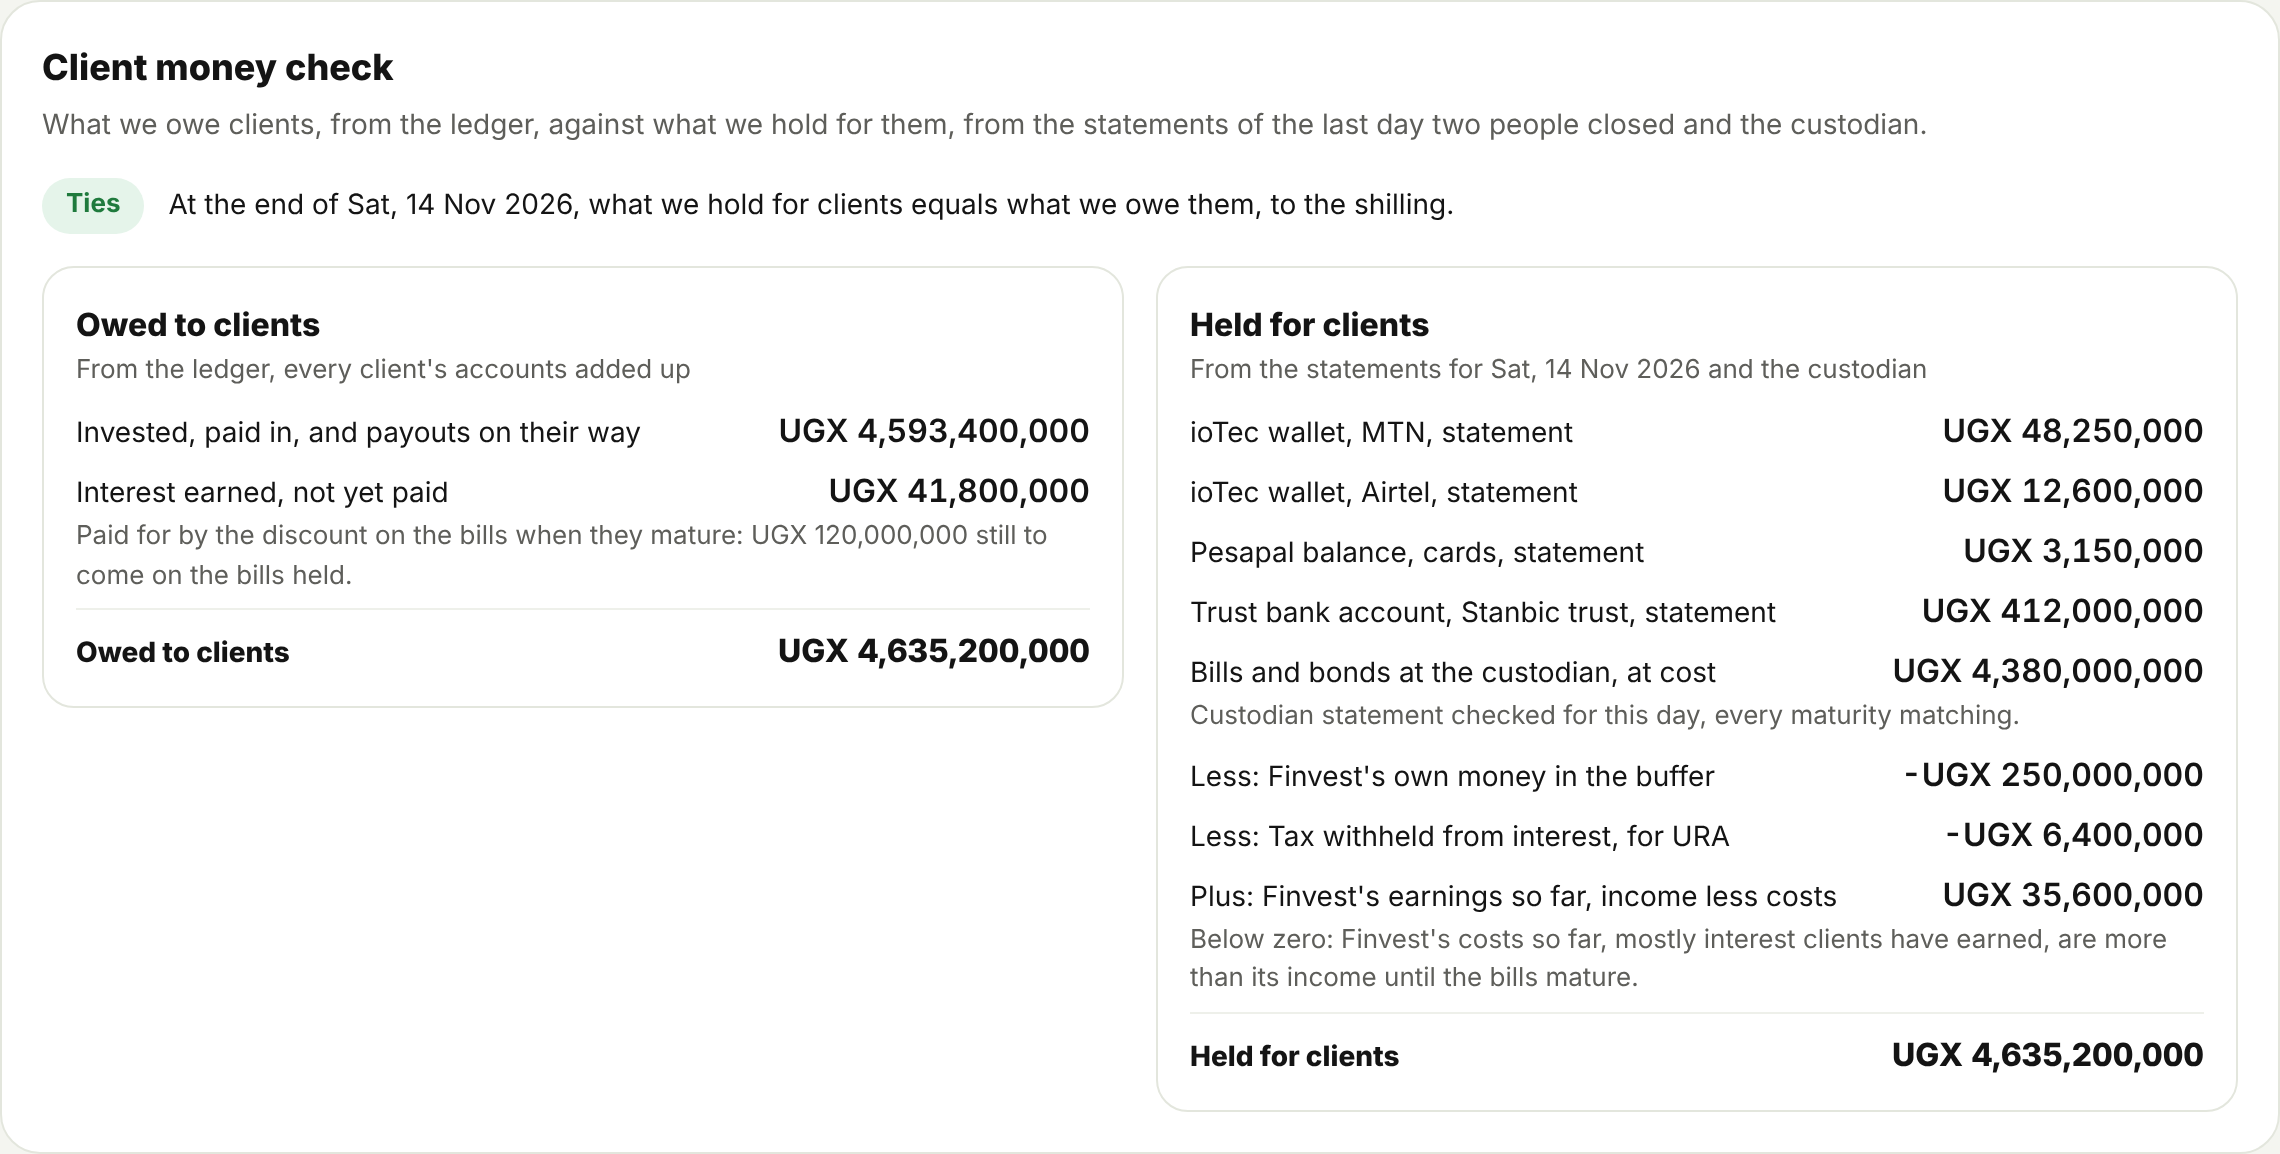 Client money check
What we owe clients, from the ledger, against what we hold for them, from the statements of the last day two people closed and the custodian.
Ties At the end of Sat, 14 Nov 2026, what we hold for clients equals what we owe them, to the shilling.
Owed to clients
From the ledger, every client's accounts added up
Invested, paid in, and payouts on their way UGX 4,593,400,000
Interest earned, not yet paid UGX 41,800,000
Paid for by the discount on the bills when they mature: UGX 120,000,000 still to
come on the bills held.
Owed to clients UGX 4,635,200,000
Held for clients
From the statements for Sat, 14 Nov 2026 and the custodian
ioTec wallet, MTN, statement UGX 48,250,000
ioTec wallet, Airtel, statement UGX 12,600,000
Pesapal balance, cards, statement UGX 3,150,000
Trust bank account, Stanbic trust, statement UGX 412,000,000
Bills and bonds at the custodian, at cost UGX 4,380,000,000
Custodian statement checked for this day, every maturity matching.
Less: Finvest's own money in the buffer -UGX 250,000,000
Less: Tax withheld from interest, for URA -UGX 6,400,000
Plus: Finvest's earnings so far, income less costs UGX 35,600,000
Below zero: Finvest's costs so far, mostly interest clients have earned, are more
than its income until the bills mature.
Held for clients UGX 4,635,200,000